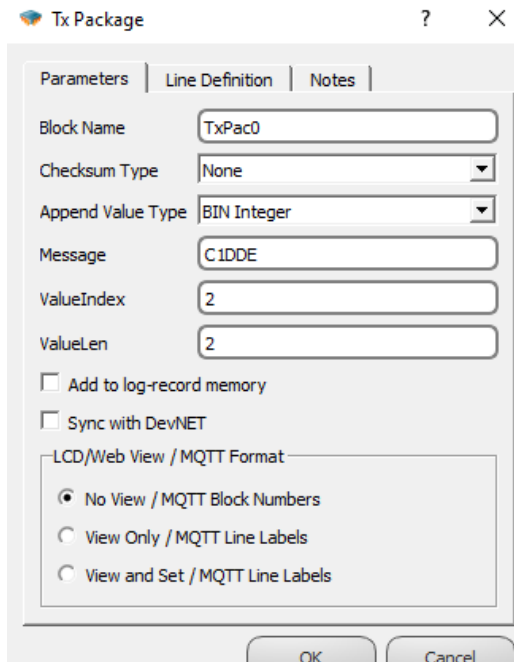 Tx Package ?
Parameters Line Definition Notes
Block Name TxPac0
Checksum Type None
Append Value Type BIN Integer
Message C1DDE
ValueIndex 2
ValueLen 2
Add to log-record memory
Sync with DevNET
LCD/Web View / MQTT Format
No View / MQTT Block Numbers
View Only / MQTT Line Labels
View and Set / MQTT Line Labels
OK Cancel